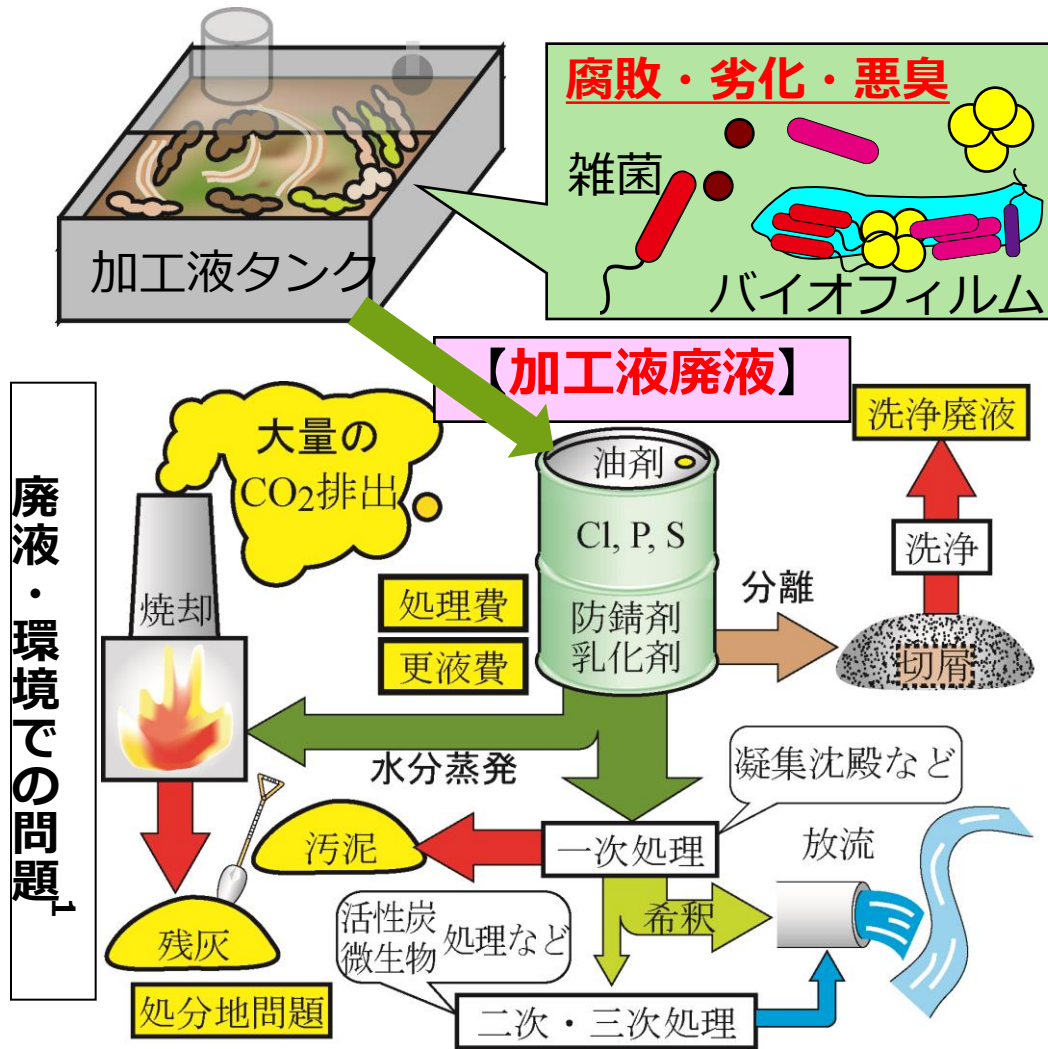 腐敗・劣化・悪臭
雑菌
バイオフィルム
加工液タンク
【加工液廃液】
廃液・環境での問題1
大量の
CO2排出
焼却
処理費
更液費
油剤
Cl, P, S
防錆剤
乳化剤
分離
洗浄廃液
洗浄
切屑
水分蒸発
凝集沈殿など
一次処理
汚泥
放流
希釈
残灰
処分地問題
活性炭
微生物
処理など
二次・三次処理